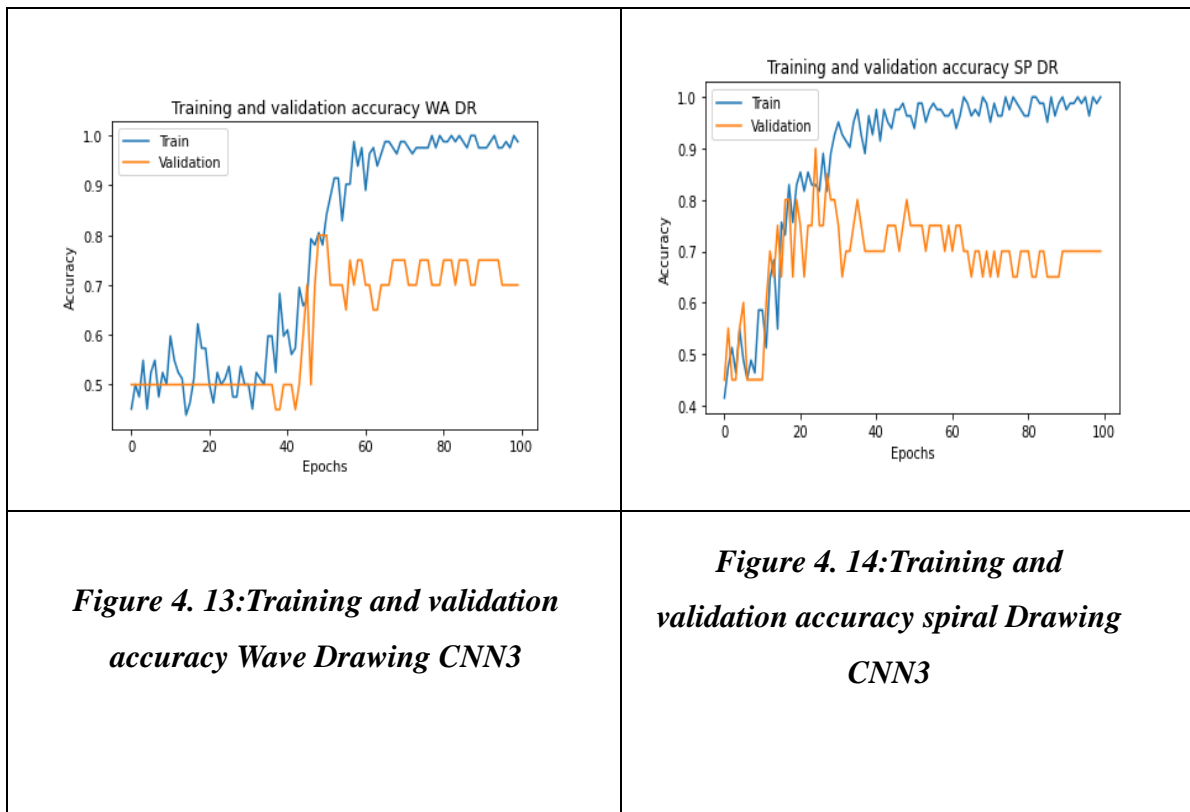 Training and validation accuracy WA DR
Train
Validation
1.0
0.9
0.8
0.7
0.6
0.5
Accuracy
0
20
40
60
80
100
Epochs
Training and validation accuracy SP DR
Train
Validation
1.0
0.9
0.8
0.7
0.6
0.5
0.4
Accuracy
0
20
40
60
80
100
Epochs
Figure 4. 13:Training and validation
accuracy Wave Drawing CNN3
Figure 4. 14:Training and
validation accuracy spiral Drawing
CNN3